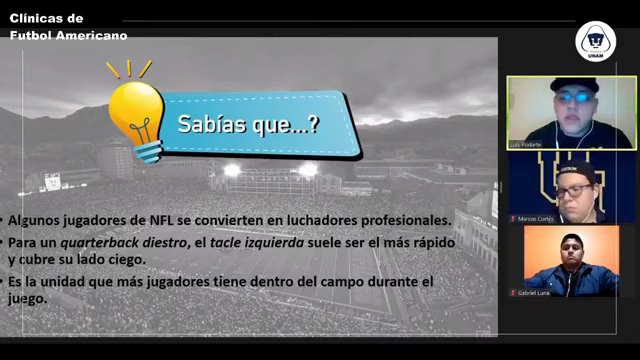 Clínicas de
Futbol Americano
UNAM
Sabías que...?
• Algunos jugadores de NFL se convierten en luchadores profesionales.
• Para un quarterback diestro, el tacle izquierda suele ser el más rápido
y cubre su lado ciego.
• Es la unidad que más jugadores tiene dentro del campo durante el
juego.
Luis Rodarte
Marcos Cortés
Gabriel Luna